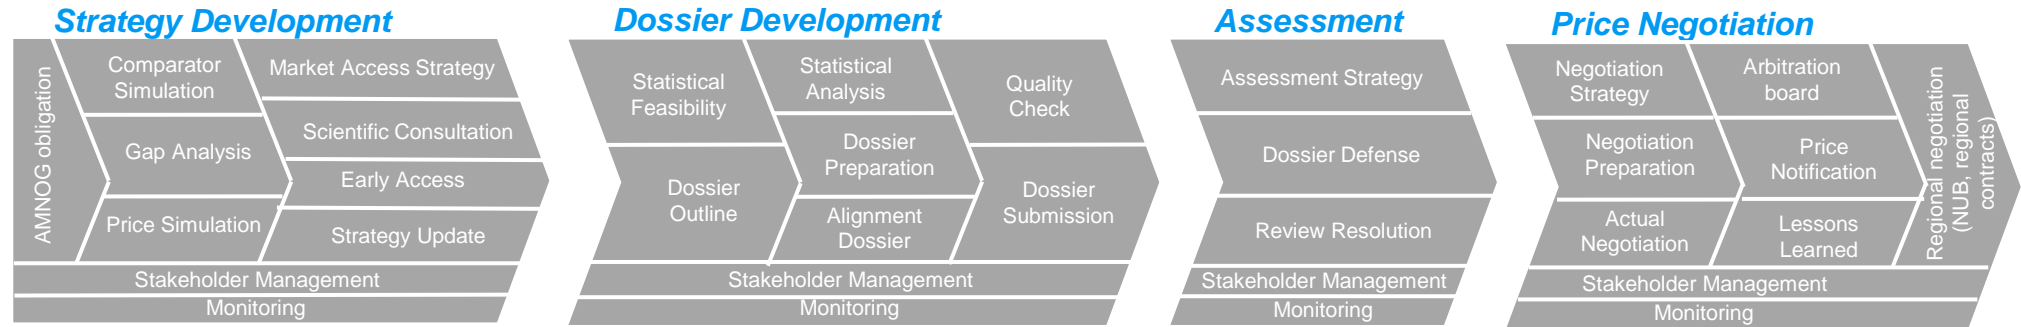 Strategy Development
AMNOG obligation
Comparator
Simulation
Gap Analysis
Price Simulation
Market Access Strategy
Scientific Consultation
Early Access
Strategy Update
Stakeholder Management
Monitoring
Dossier Development
Statistical
Feasibility
Dossier
Outline
Statistical
Analysis
Dossier
Preparation
Alignment
Dossier
Quality
Check
Dossier
Submission
Stakeholder Management
Monitoring
Assessment
Assessment Strategy
Dossier Defense
Review Resolution
Stakeholder Management
Monitoring
Price Negotiation
Negotiation
Strategy
Negotiation
Preparation
Actual
Negotiation
Arbitration
board
Price
Notification
Lessons
Learned
Regional negotiation
(NUB, regional
contracts)
Stakeholder Management
Monitoring